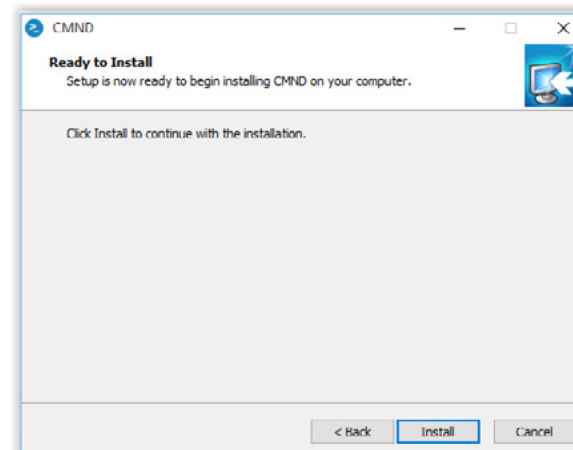 CMND
Ready to Install
Setup is now ready to begin installing CMND on your computer.
Click Install to continue with the installation.
< Back
Install
Cancel